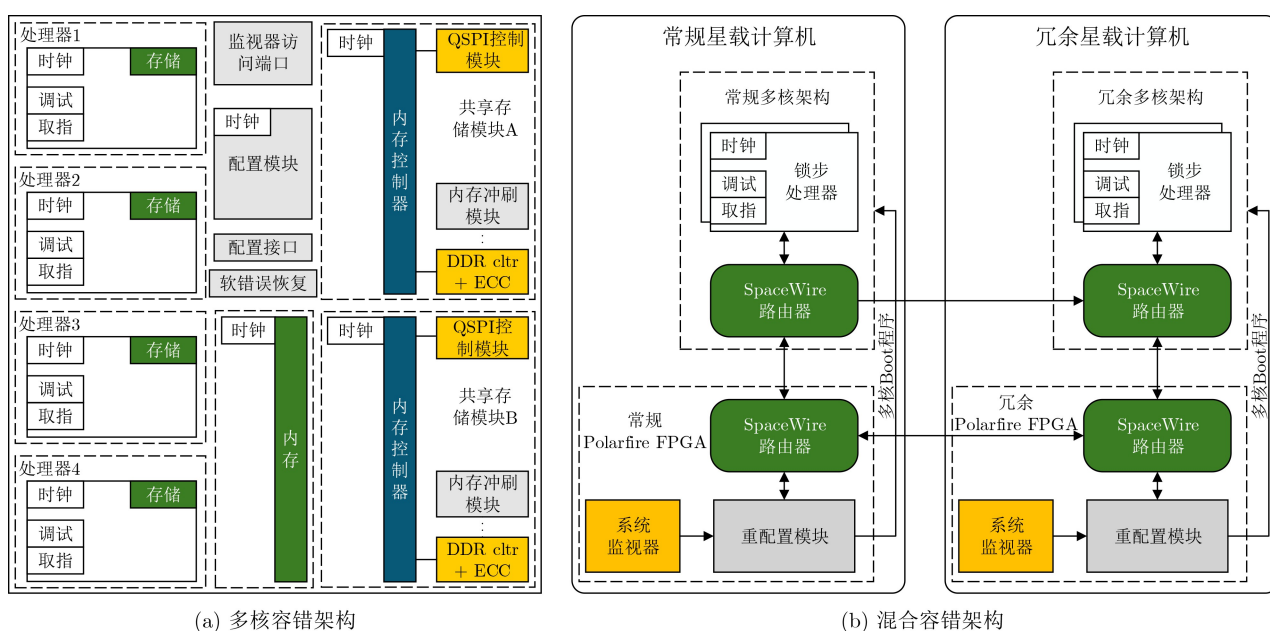 处理器1
时钟
存储
调试
取指
处理器2
时钟
存储
调试
取指
处理器3
时钟
存储
调试
取指
处理器4
时钟
存储
调试
取指
监视器访
问端口
时钟
配置模块
配置接口
软错误恢复
时钟
内存
时钟
内存控制器
QSPI控制
模块
共享存
储模块A
内存冲刷
模块
DDR cltr
+ ECC
时钟
内存控制器
QSPI控
制模块
共享存
储模块B
内存冲刷
模块
DDR cltr
+ ECC
(a) 多核容错架构
常规星载计算机
常规多核架构
时钟
调试
取指
锁步
处理器
SpaceWire
路由器
多核Boot程序
常规
Polarfire FPGA
SpaceWire
路由器
系统
监视器
重配置模块
冗余星载计算机
冗余多核架构
时钟
调试
取指
锁步
处理器
SpaceWire
路由器
多核Boot程序
冗余
Polarfire FPGA
SpaceWire
路由器
系统
监视器
重配置模块
(b) 混合容错架构